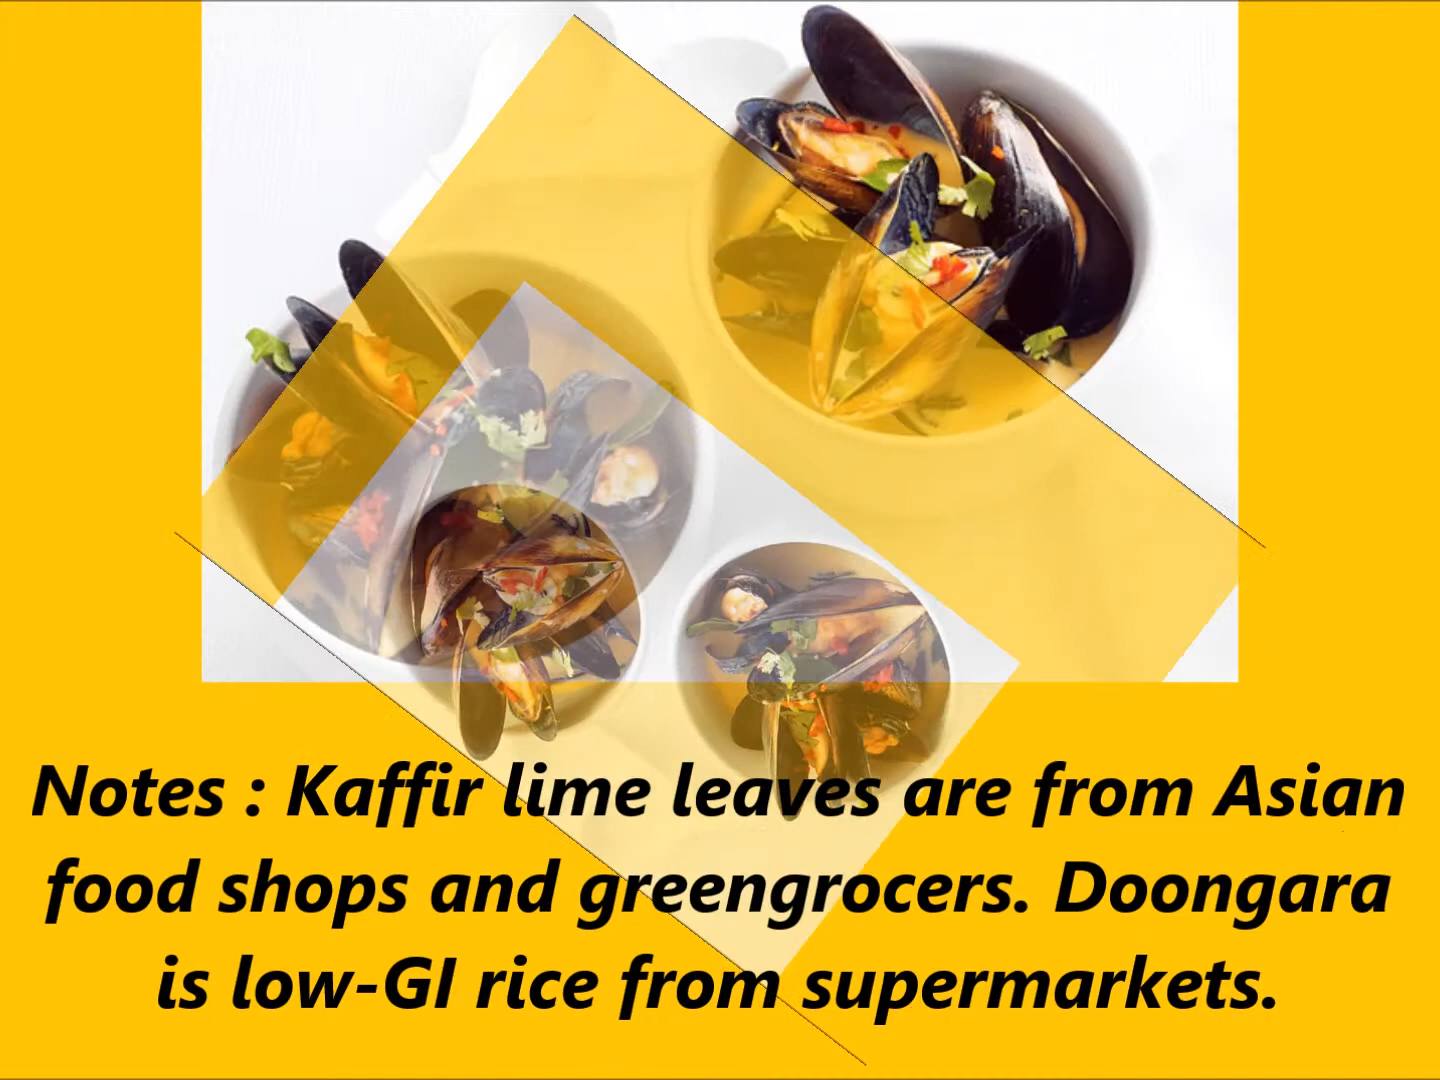 Notes : Kaffir lime leaves are from Asian
food shops and greengrocers. Doongara
is low-GI rice from supermarkets.